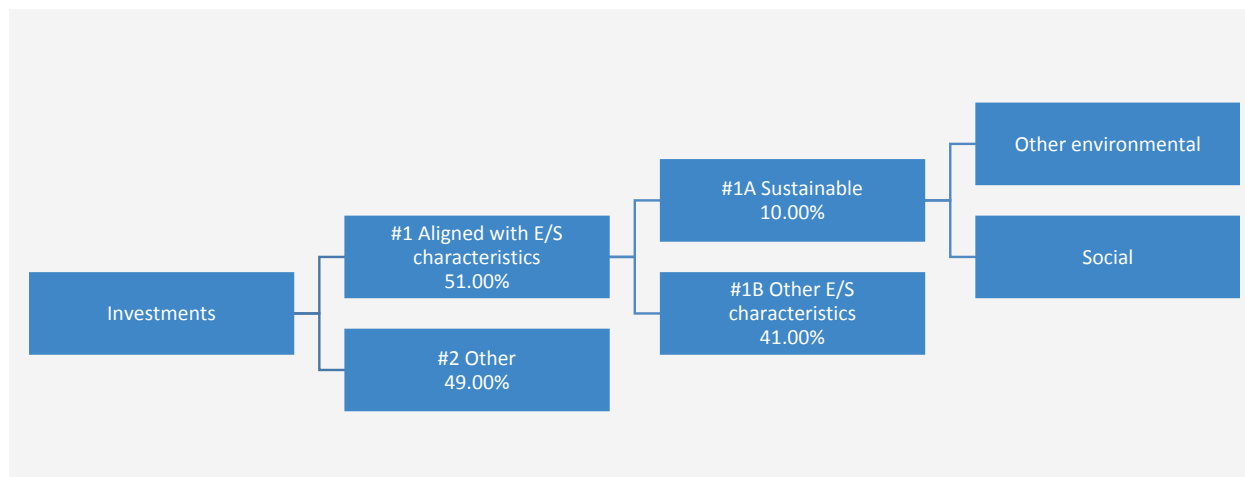 Investments
#1 Aligned with E/S
characteristics
51.00%
#2 Other
49.00%
#1A Sustainable
10.00%
#1B Other E/S
characteristics
41.00%
Other environmental
Social